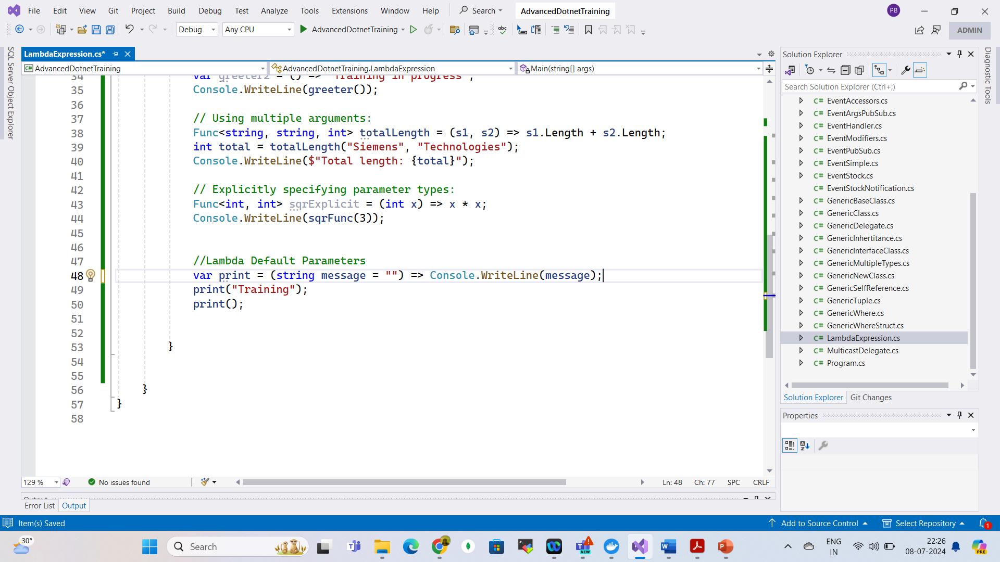 File Edit View Git Project Build Debug Test Analyze Tools Extensions Window Help Search AdvancedDotnetTraining PB
Debug Any CPU AdvancedDotnetTraining abc ADMIN
SQL Server Object Explorer
LambdaExpression.cs*
AdvancedDotnetTraining AdvancedDotnetTraining.LambdaExpression Main(string[] args)
34 var greeter2 = () => "Training in progress";
35 Console.WriteLine(greeter());
36
37 // Using multiple arguments:
38 Func<string, string, int> totalLength = (s1, s2) => s1.Length + s2.Length;
39 int total = totalLength("Siemens", "Technologies");
40 Console.WriteLine($"Total length: {total}");
41
42 // Explicitly specifying parameter types:
43 Func<int, int> sqrExplicit = (int x) => x * x;
44 Console.WriteLine(sqrFunc(3));
45
46
47 //Lambda Default Parameters
48 var print = (string message = "") => Console.WriteLine(message);
49 print("Training");
50 print();
51
52
53 }
54
55
56 }
57 }
58
129 % No issues found Ln: 48 Ch: 77 SPC CRLF
Output
Error List Output
Solution Explorer
Search Solution Explorer (Ctrl+;)
C# EventAccessors.cs
C# EventArgsPubSub.cs
C# EventHandler.cs
C# EventModifiers.cs
C# EventPubSub.cs
C# EventSimple.cs
C# EventStock.cs
C# EventStockNotification.cs
C# GenericBaseClass.cs
C# GenericClass.cs
C# GenericDelegate.cs
C# GenericInhertitance.cs
C# GenericInterfaceClass.cs
C# GenericMultipleTypes.cs
C# GenericNewClass.cs
C# GenericSelfReference.cs
C# GenericTuple.cs
C# GenericWhere.cs
C# GenericWhereStruct.cs
C# LambdaExpression.cs
C# MulticastDelegate.cs
C# Program.cs
Solution Explorer Git Changes
Properties
Diagnostic Tools
Item(s) Saved Add to Source Control Select Repository 1
30° Search NEW ENG IN 22:26 08-07-2024 PRE